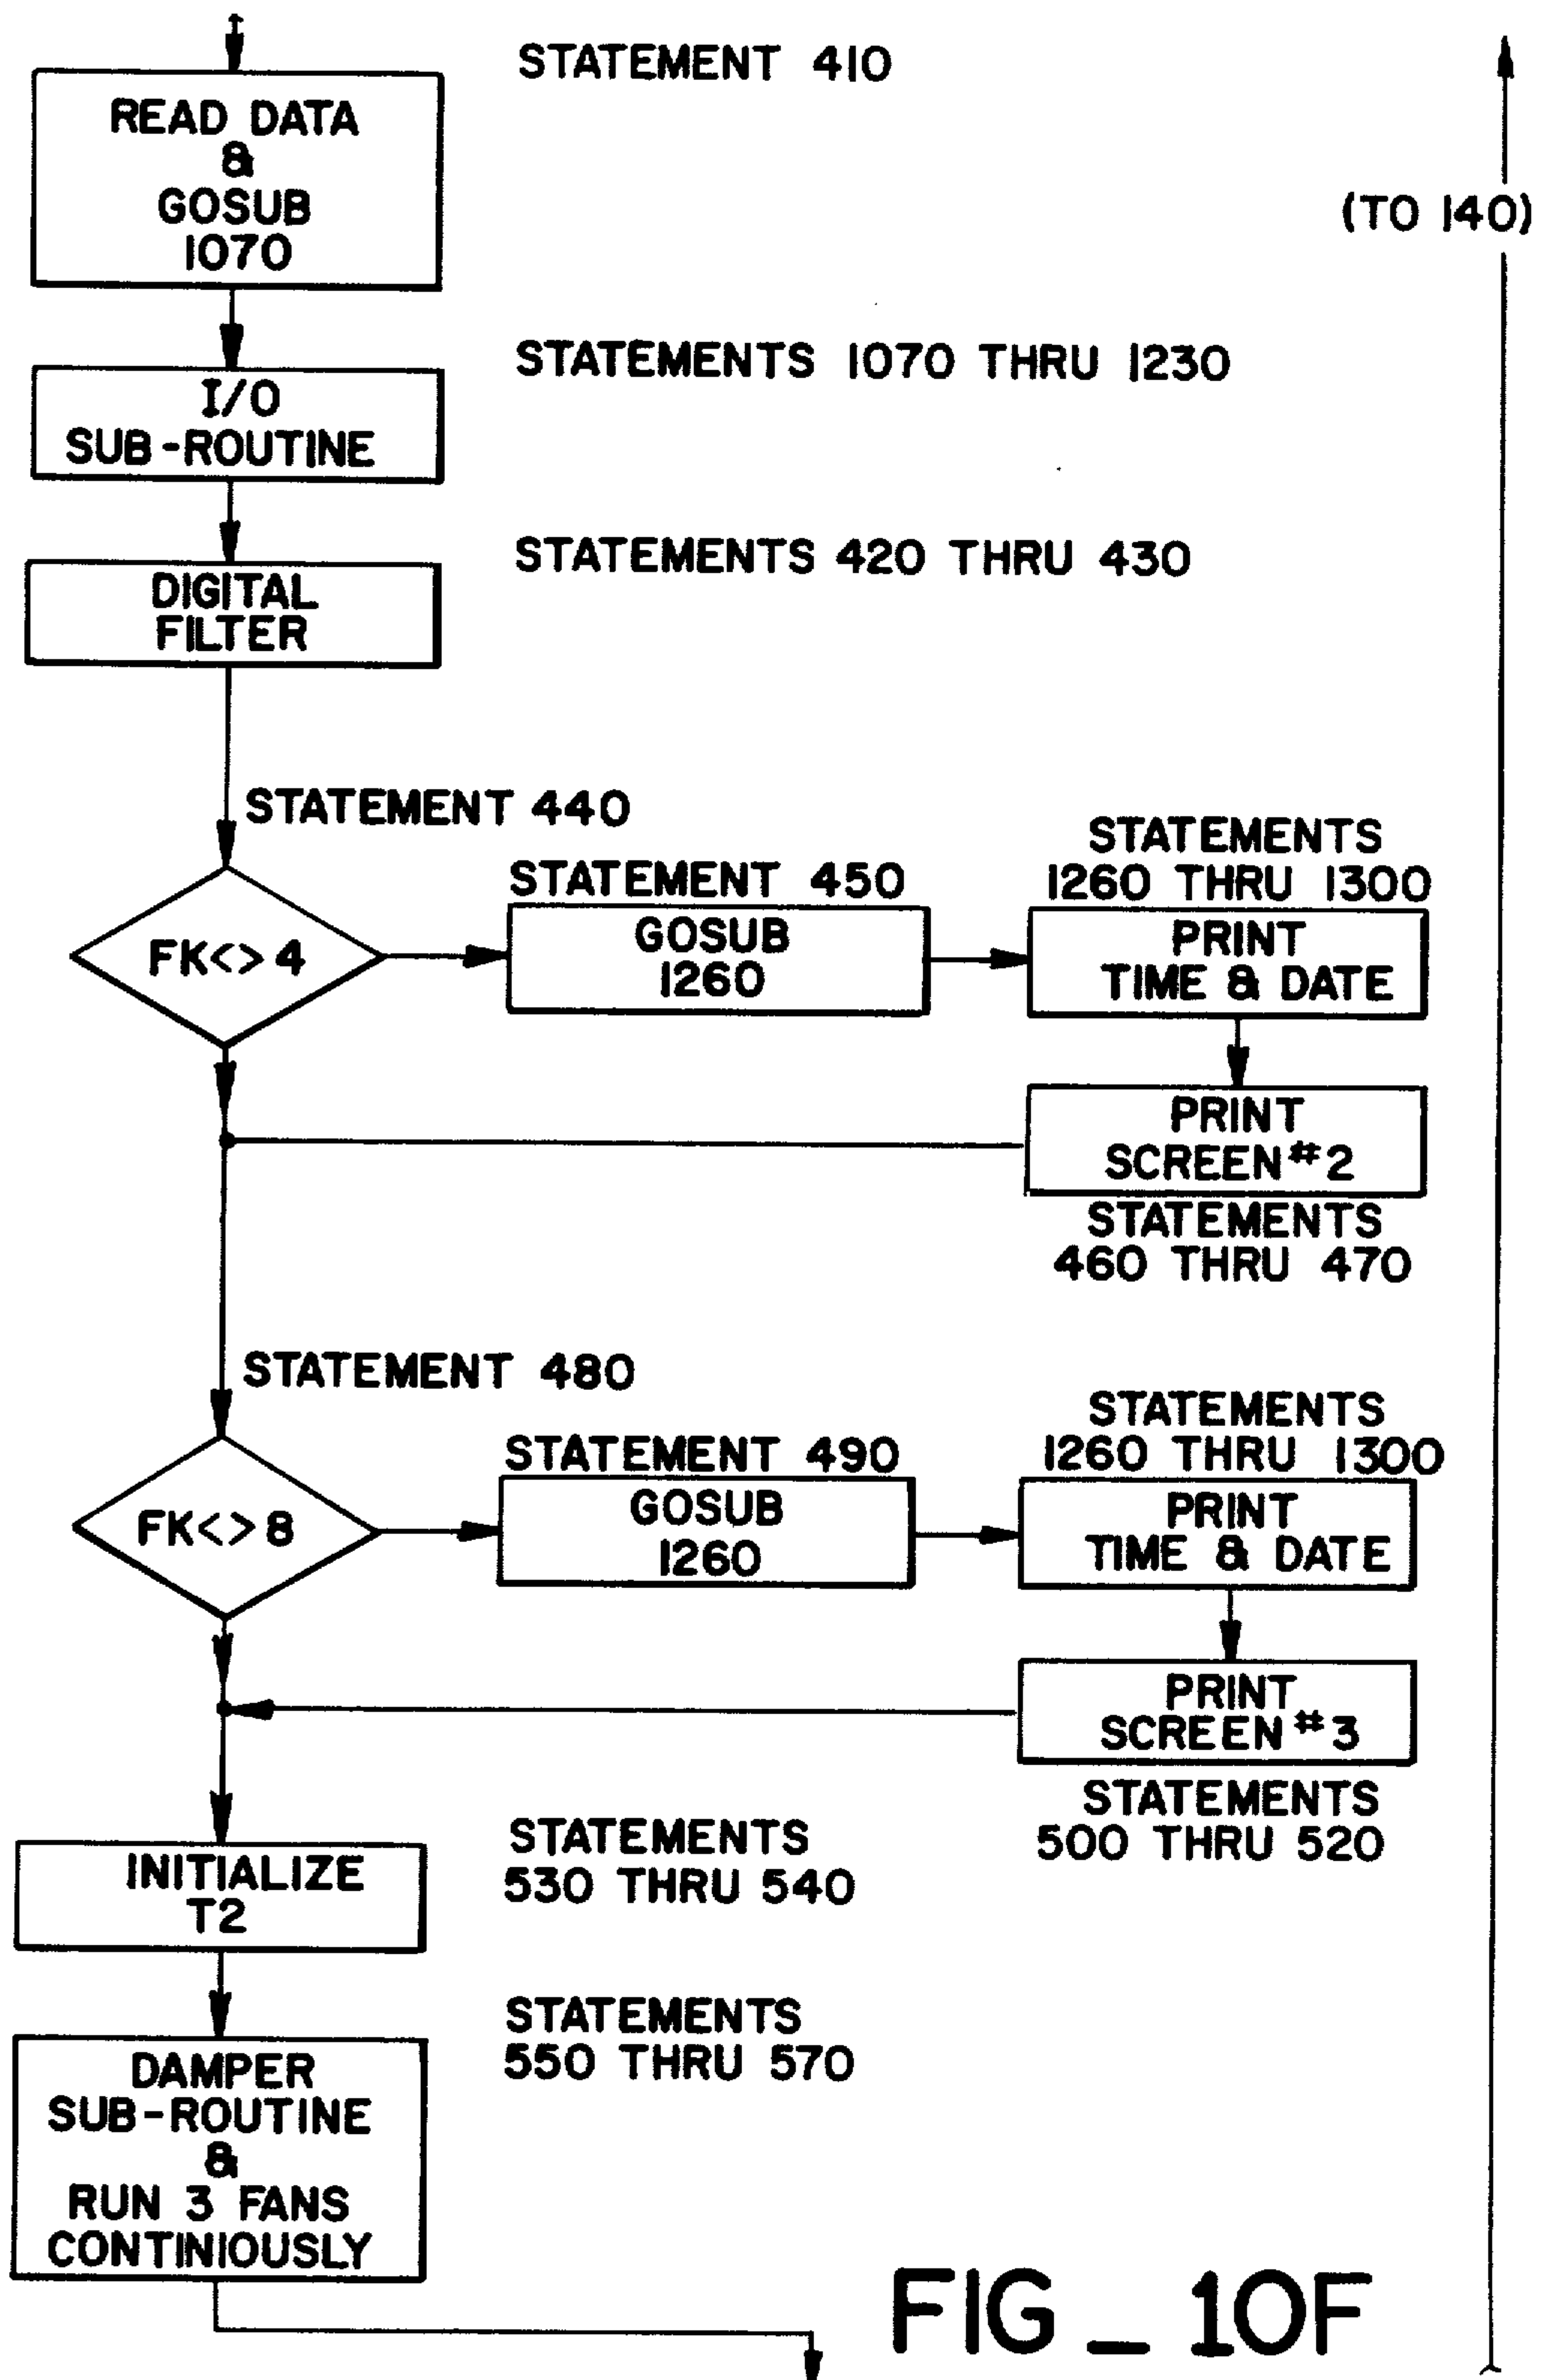 STATEMENT 410
READ DATA
&
GOSUB
1070
(TO 140)
STATEMENTS 1070 THRU 1230
I/O
SUB-ROUTINE
STATEMENTS 420 THRU 430
DIGITAL
FILTER
STATEMENT 440
FK<>4
STATEMENT 450
GOSUB
1260
STATEMENTS
1260 THRU 1300
PRINT
TIME & DATE
PRINT
SCREEN #2
STATEMENTS
460 THRU 470
STATEMENT 480
FK<>8
STATEMENT 490
GOSUB
1260
STATEMENTS
1260 THRU 1300
PRINT
TIME & DATE
PRINT
SCREEN #3
STATEMENTS
500 THRU 520
INITIALIZE
T2
STATEMENTS
530 THRU 540
DAMPER
SUB-ROUTINE
&
RUN 3 FANS
CONTINIOUSLY
STATEMENTS
550 THRU 570
FIG_10F